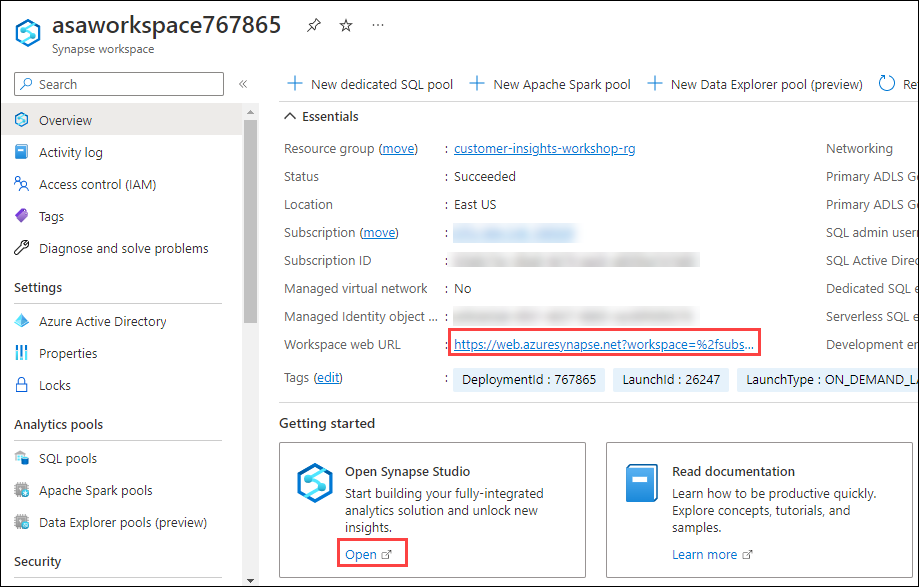 asaworkspace767865
Synapse workspace
Search
Overview
Activity log
Access control (IAM)
Tags
Diagnose and solve problems
Settings
Azure Active Directory
Properties
Locks
Analytics pools
SQL pools
Apache Spark pools
Data Explorer pools (preview)
Security
New dedicated SQL pool New Apache Spark pool New Data Explorer pool (preview) Re
Essentials
Resource group (move) : customer-insights-workshop-rg
Status : Succeeded
Location : East US
Subscription (move) :
Subscription ID :
Managed virtual network : No
Managed Identity object ... :
Workspace web URL : https://web.azuresynapse.net?workspace=%2fsubs...
Tags (edit) : DeploymentId : 767865 LaunchId : 26247 LaunchType : ON_DEMAND_LA
Networking
Primary ADLS Ge
Primary ADLS Ge
SQL admin user
SQL Active Direc
Dedicated SQL e
Serverless SQL e
Development en
Getting started
Open Synapse Studio
Start building your fully-integrated
analytics solution and unlock new
insights.
Open
Read documentation
Learn how to be productive quickly.
Explore concepts, tutorials, and
samples.
Learn more